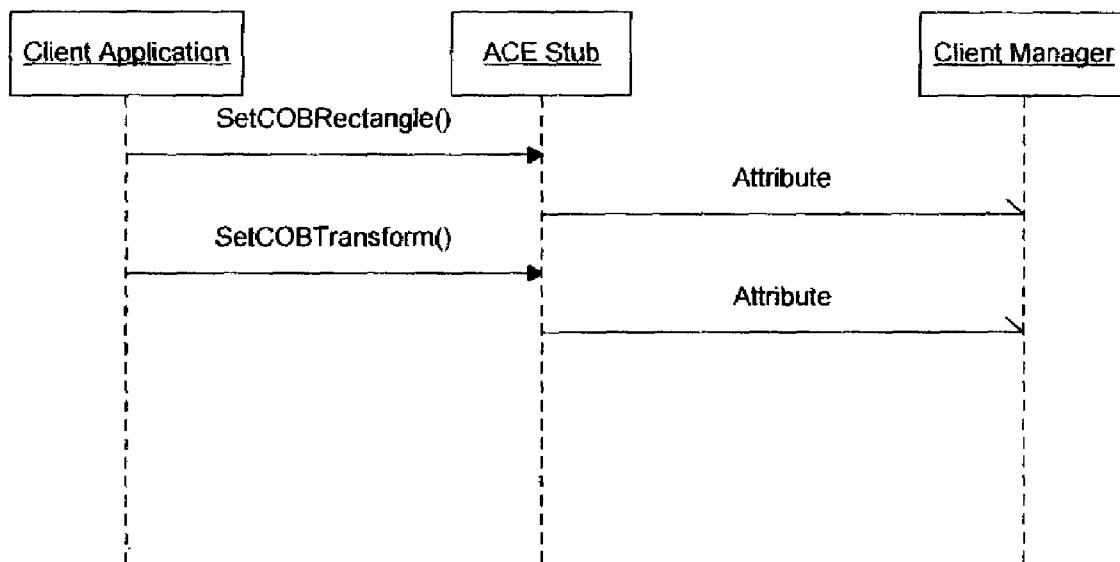 Client Application
ACE Stub
Client Manager
SetCOBRectangle()
Attribute
SetCOBTransform()
Attribute